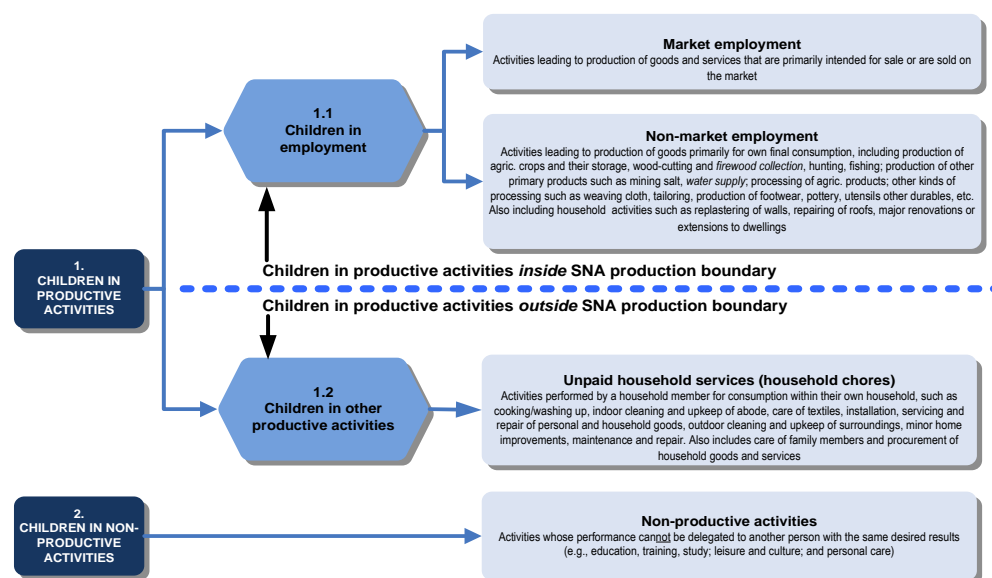 Market employment
Activities leading to production of goods and services that are primarily intended for sale or are sold on
the market
1.1
Children in
employment
Non-market employment
Activities leading to production of goods primarily for own final consumption, including production of
agric. crops and their storage, wood-cutting and firewood collection, hunting, fishing; production of other
primary products such as mining salt, water supply; processing of agric. products; other kinds of
processing such as weaving cloth, tailoring, production of footwear, pottery, utensils other durables, etc.
Also including household activities such as replastering of walls, repairing of roofs, major renovations or
extensions to dwellings
1.
CHILDREN IN
PRODUCTIVE
ACTIVITIES
Children in productive activities inside SNA production boundary
Children in productive activities outside SNA production boundary
1.2
Children in other
productive activities
Unpaid household services (household chores)
Activities performed by a household member for consumption within their own household, such as
cooking/washing up, indoor cleaning and upkeep of abode, care of textiles, installation, servicing and
repair of personal and household goods, outdoor cleaning and upkeep of surroundings, minor home
improvements, maintenance and repair. Also includes care of family members and procurement of
household goods and services
2.
CHILDREN IN NON-
PRODUCTIVE
ACTIVITIES
Non-productive activities
Activities whose performance cannot be delegated to another person with the same desired results
(e.g., education, training, study; leisure and culture; and personal care)